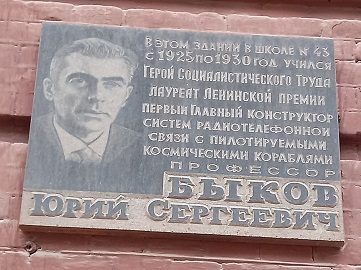 В ЭТОМ ЗДАНИИ В ШКОЛЕ № 43
С 1925 ПО 1930 ГОД УЧИЛСЯ
ГЕРОЙ СОЦИАЛИСТИЧЕСКОГО ТРУДА
ЛАУРЕАТ ЛЕНИНСКОЙ ПРЕМИИ
ПЕРВЫЙ ГЛАВНЫЙ КОНСТРУКТОР
СИСТЕМ РАДИОТЕЛЕФОННОЙ
СВЯЗИ С ПИЛОТИРУЕМЫМИ
КОСМИЧЕСКИМИ КОРАБЛЯМИ
ПРОФЕССОР
БЫКОВ
ЮРИЙ СЕРГЕЕВИЧ